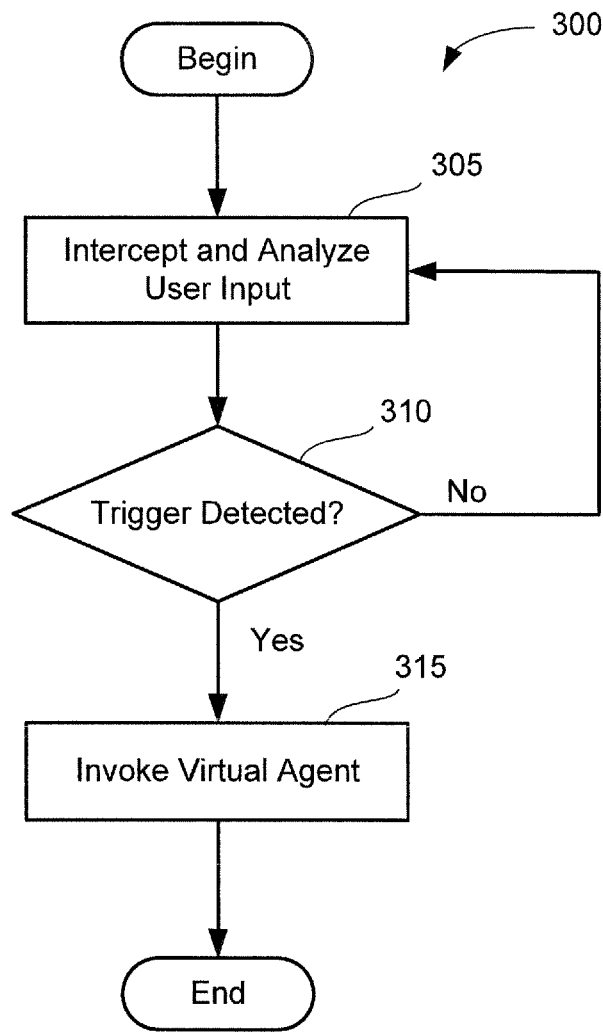 300
Begin
305
Intercept and Analyze
User Input
310
Trigger Detected?
No
Yes
315
Invoke Virtual Agent
End